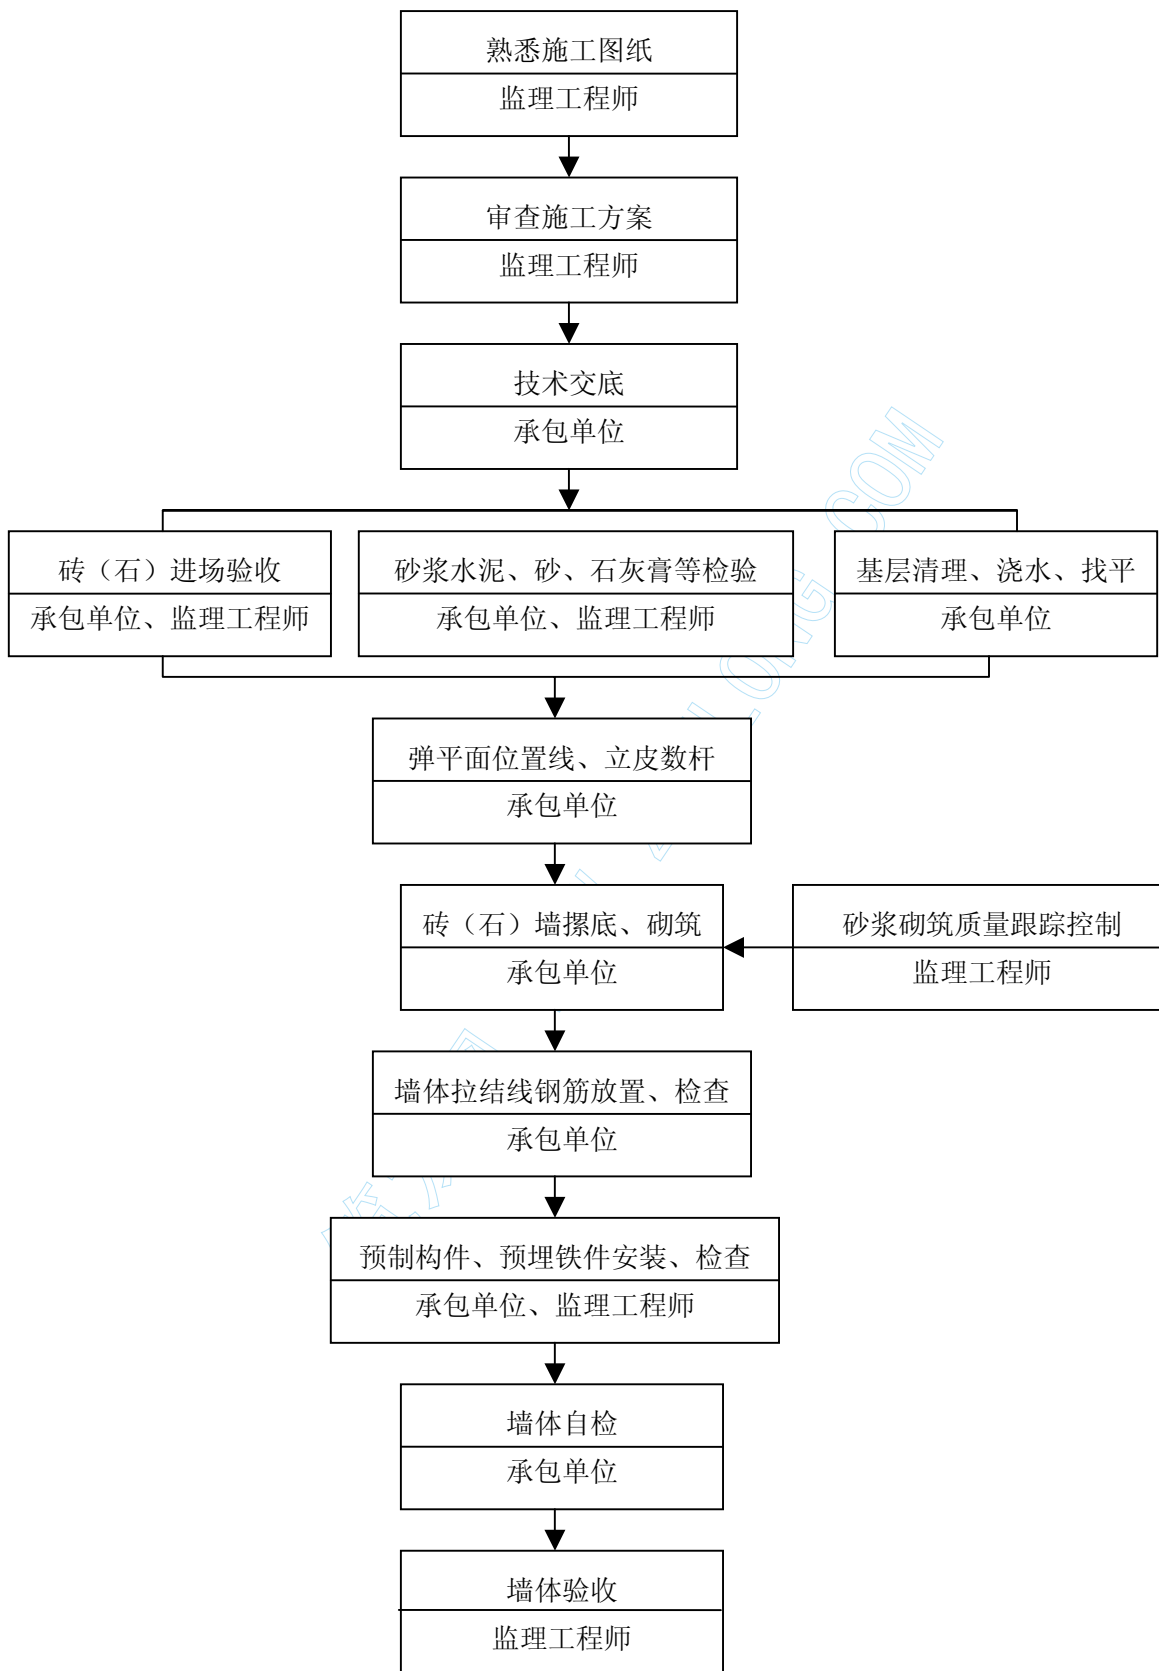 熟悉施工图纸
监理工程师
审查施工方案
监理工程师
技术交底
承包单位
砖（石）进场验收
承包单位、监理工程师
砂浆水泥、砂、石灰膏等检验
承包单位、监理工程师
基层清理、浇水、找平
承包单位
弹平面位置线、立皮数杆
承包单位
砖（石）墙摞底、砌筑
承包单位
砂浆砌筑质量跟踪控制
监理工程师
墙体拉结线钢筋放置、检查
承包单位
预制构件、预埋铁件安装、检查
承包单位、监理工程师
墙体自检
承包单位
墙体验收
监理工程师